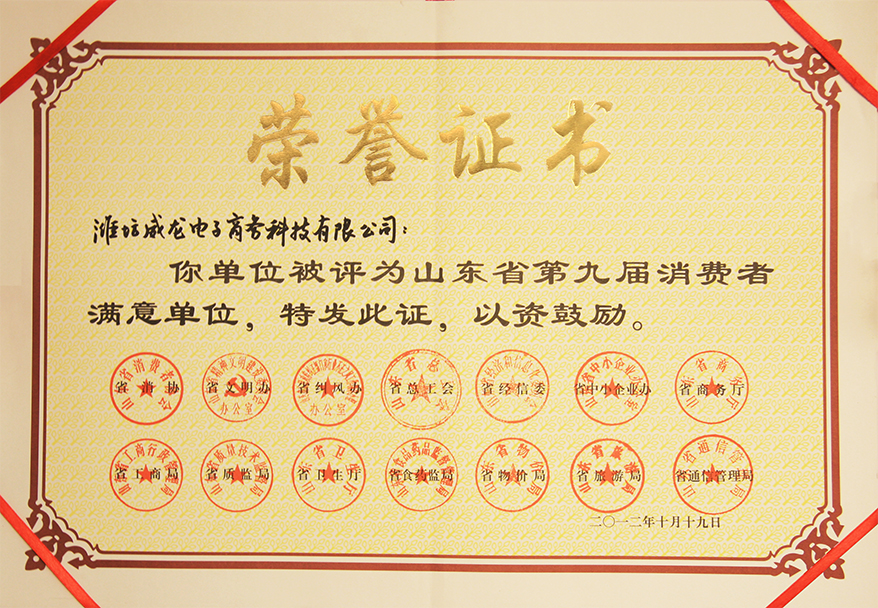 荣誉证书
潍坊威龙电子商务科技有限公司：
你单位被评为山东省第九届消费者
满意单位，特发此证，以资鼓励。
省消协 省文明办 省纠风办 省总工会 省经信委 省中小企业办 省商务厅
省工商局 省质监局 省卫生厅 省食药监局 省物价局 省旅游局 省通信管理局
二〇一二年十月十九日